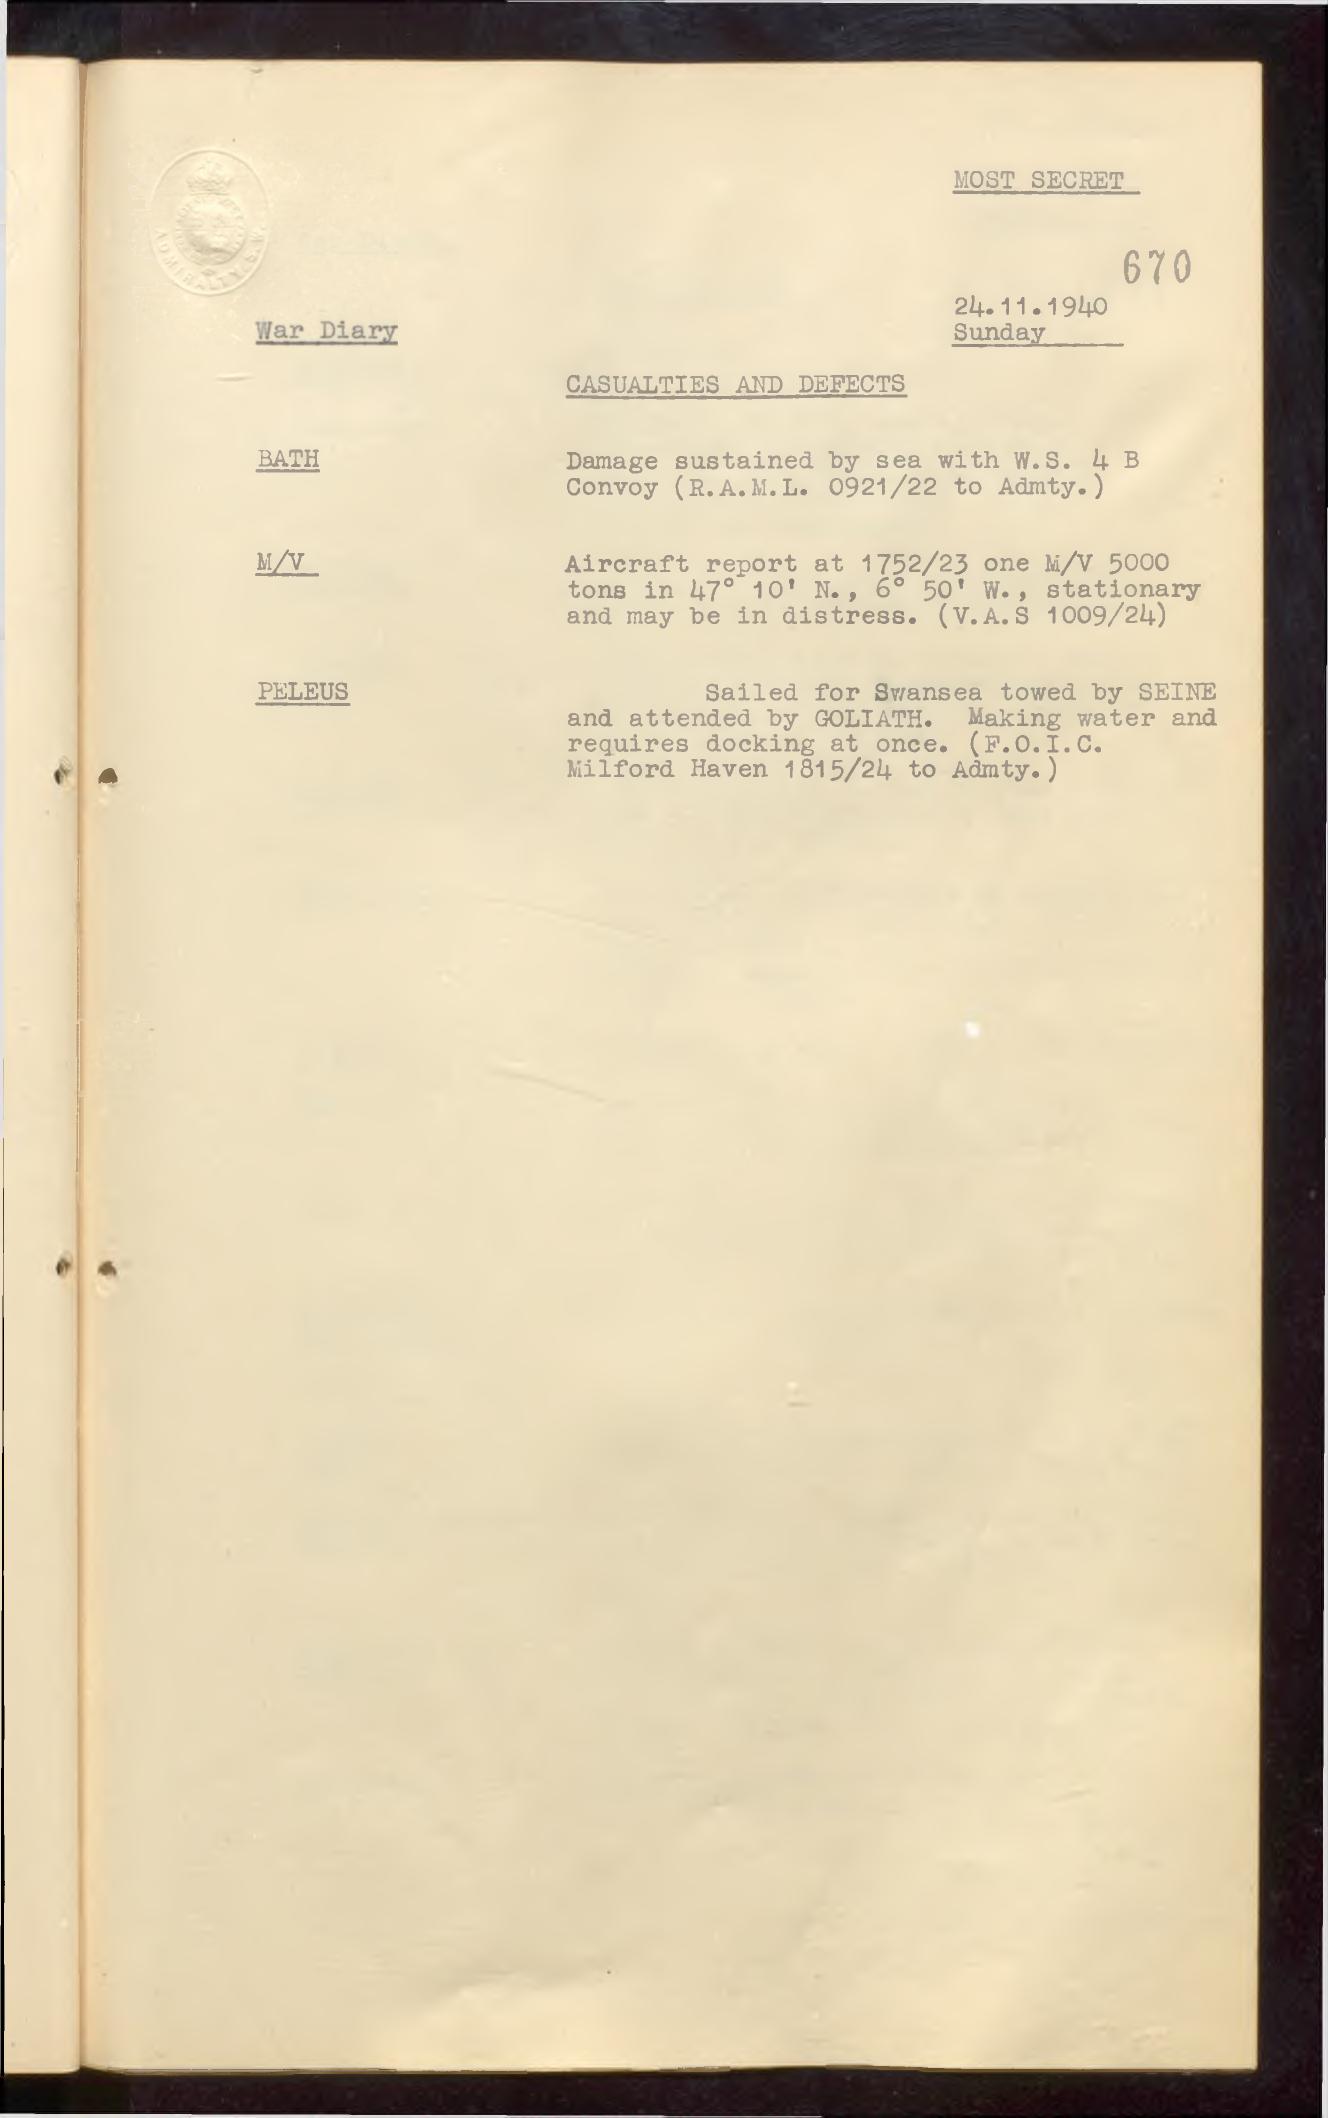 MOST SECRET
670
24.11.1940
War Diary
Sunday
CASUALTIES AND DEFECTS
BATH
Damage sustained by sea with W.S. 4 B
Convoy (R.A.M.L. 0921/22 to Admty.)
M/V
Aircraft report at 1752/23 one M/V 5000
tons in 47° 10' N., 6° 50' W., stationary
and may be in distress. (V.A.S 1009/24)
PELEUS
Sailed for Swansea towed by SEINE
and attended by GOLIATH. Making water and
requires docking at once. (F.O.I.C.
Milford Haven 1815/24 to Admty.)
ADMIRALTY. S.W.